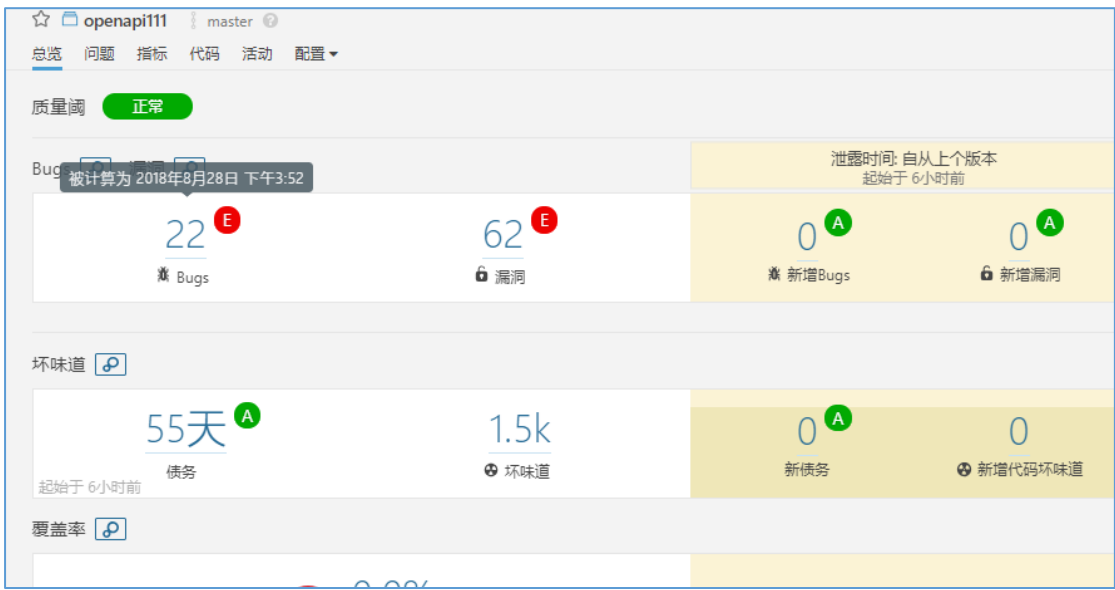 openapi111 master
总览 问题 指标 代码 活动 配置
质量阈 正常
Bugs 漏洞
被计算为 2018年8月28日 下午3:52
泄露时间: 自从上个版本
起始于 6小时前
22 E 62 E 0 A 0 A
Bugs 漏洞 新增Bugs 新增漏洞
坏味道
55天 A 1.5k 0 A 0
债务 坏味道 新债务 新增代码坏味道
起始于 6小时前
覆盖率
0.0%